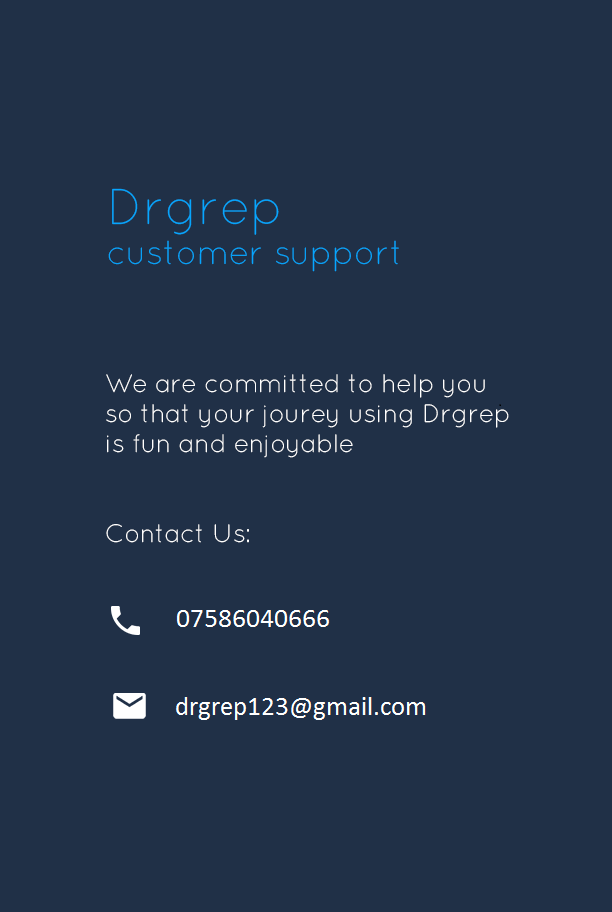 Drgrep
customer support
We are committed to help you
so that your jourey using Drgrep
is fun and enjoyable
Contact Us:
07586040666
drgrep123@gmail.com